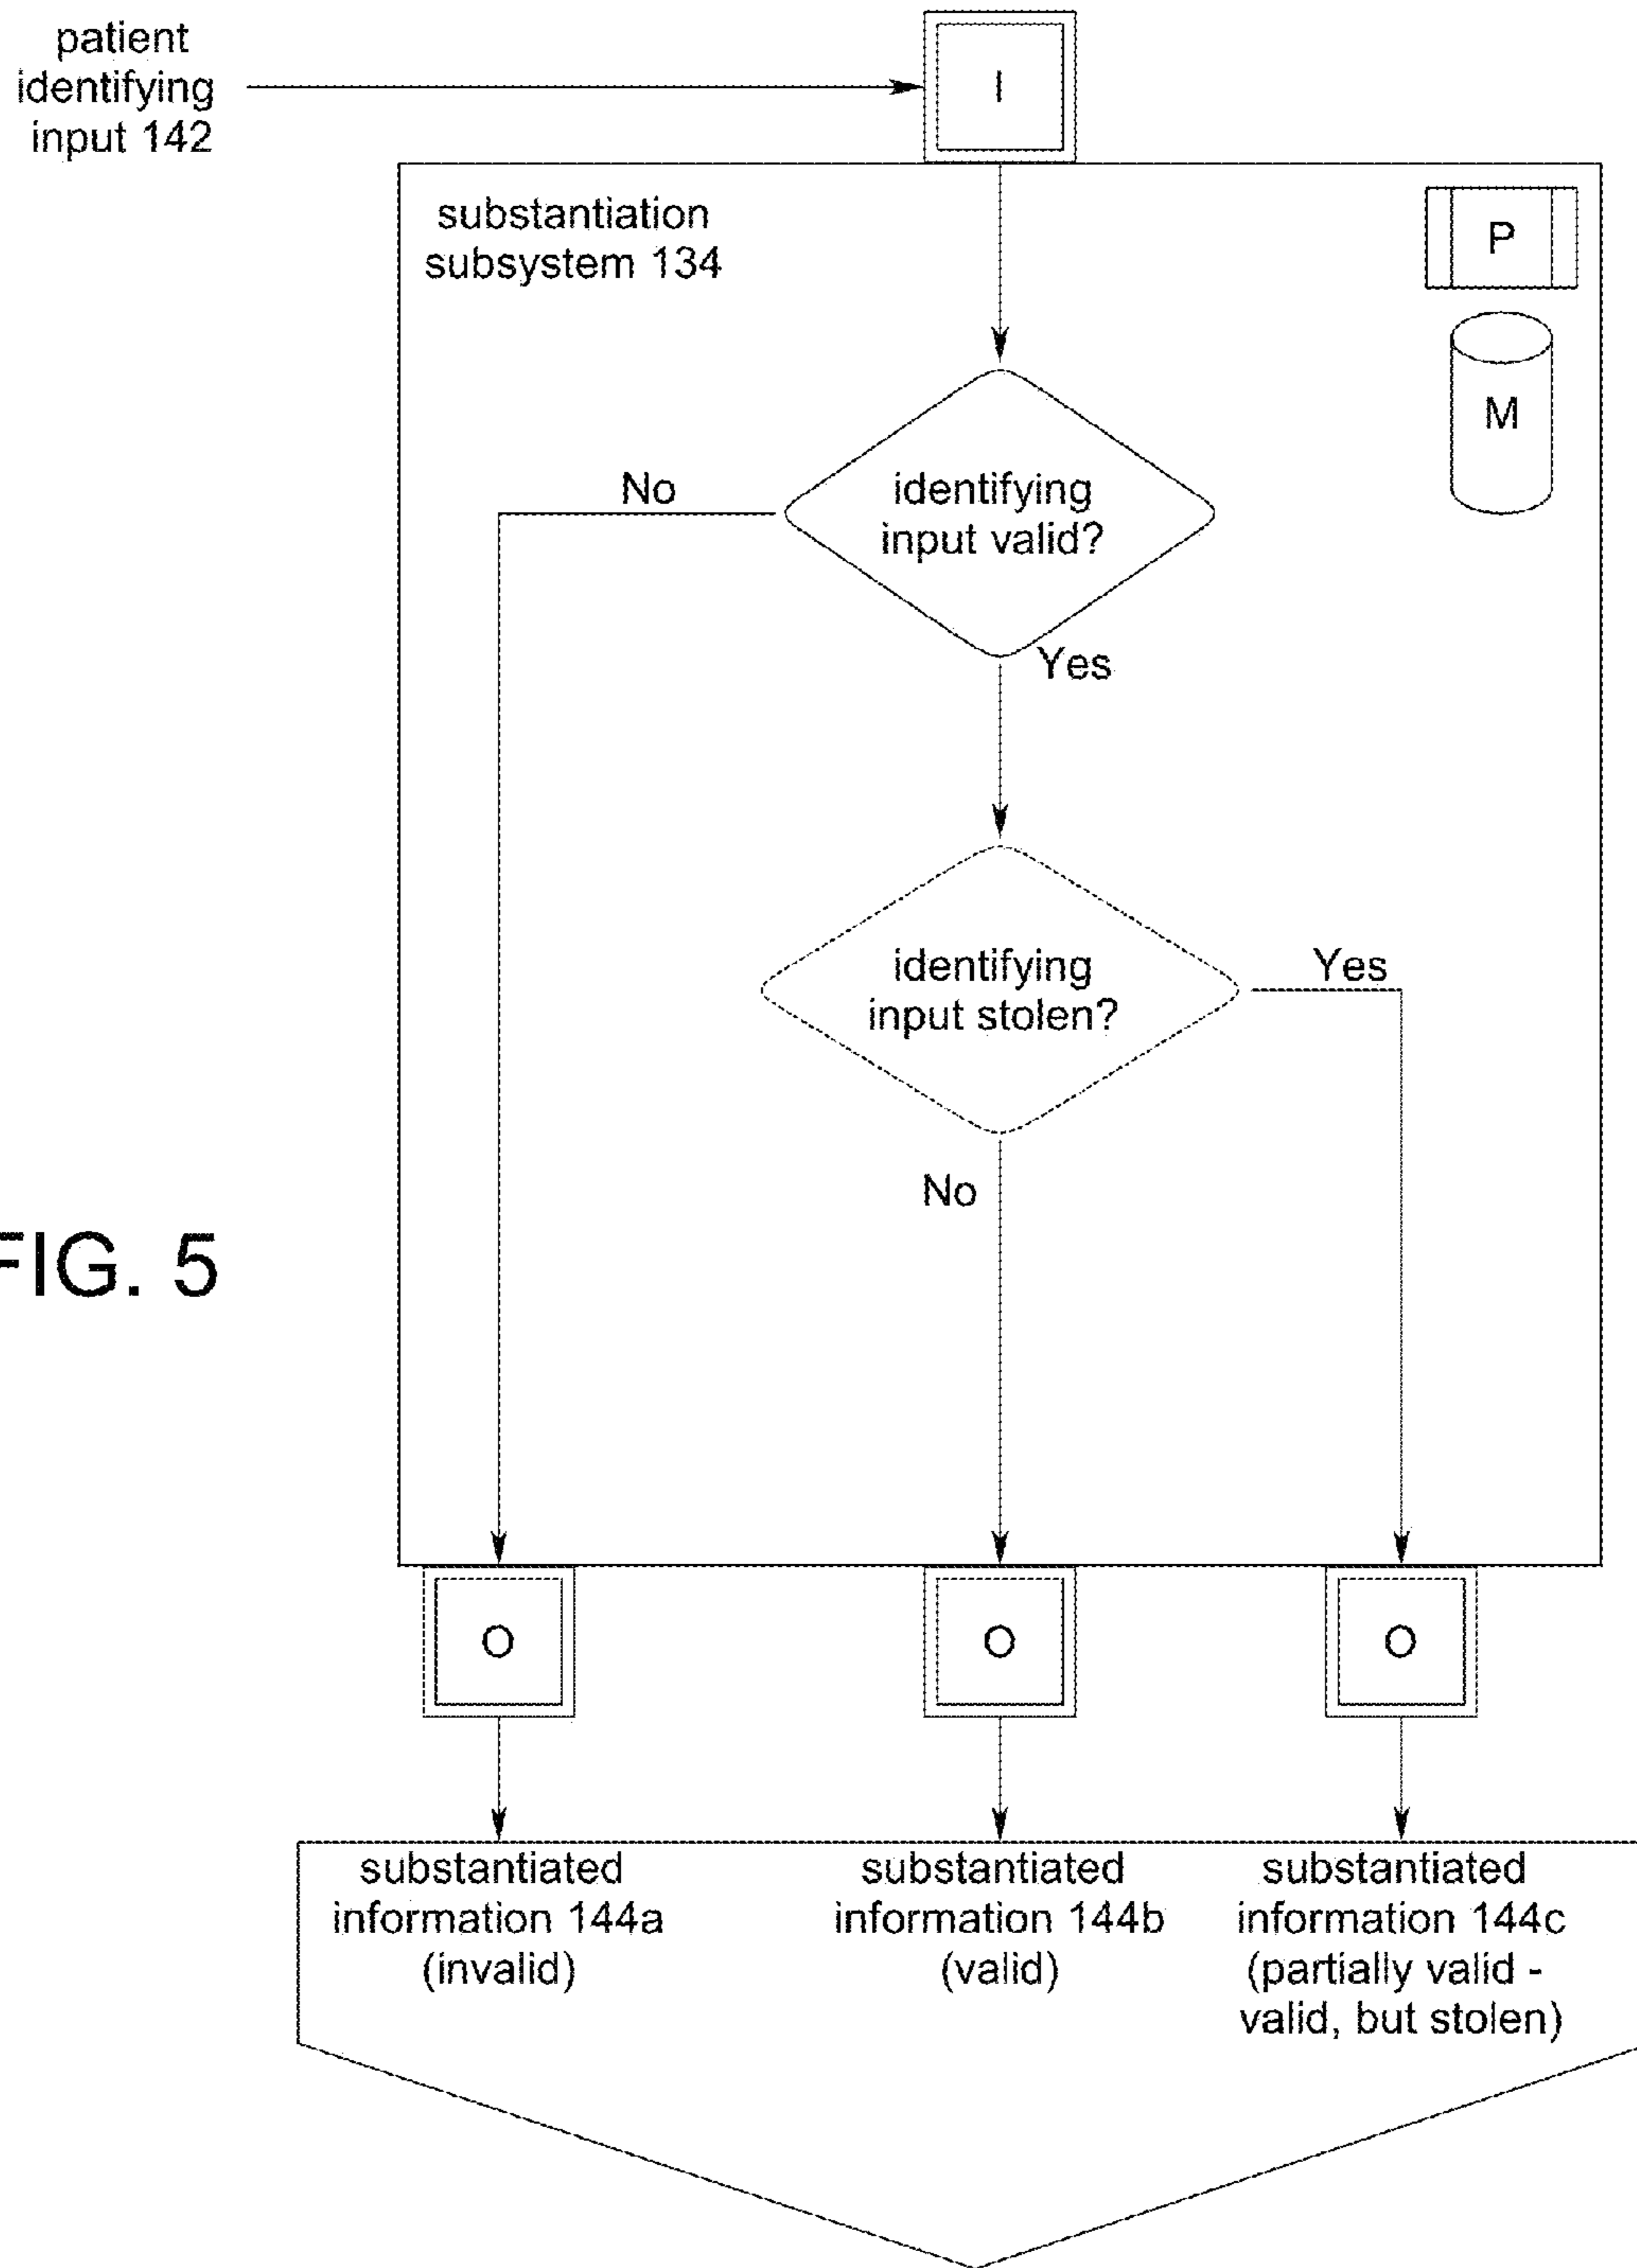 patient
identifying
input 142
I
substantiation
subsystem 134
P
M
No
identifying
input valid?
Yes
identifying
input stolen?
Yes
No
FIG. 5
O
O
O
substantiated
information 144a
(invalid)
substantiated
information 144b
(valid)
substantiated
information 144c
(partially valid -
valid, but stolen)